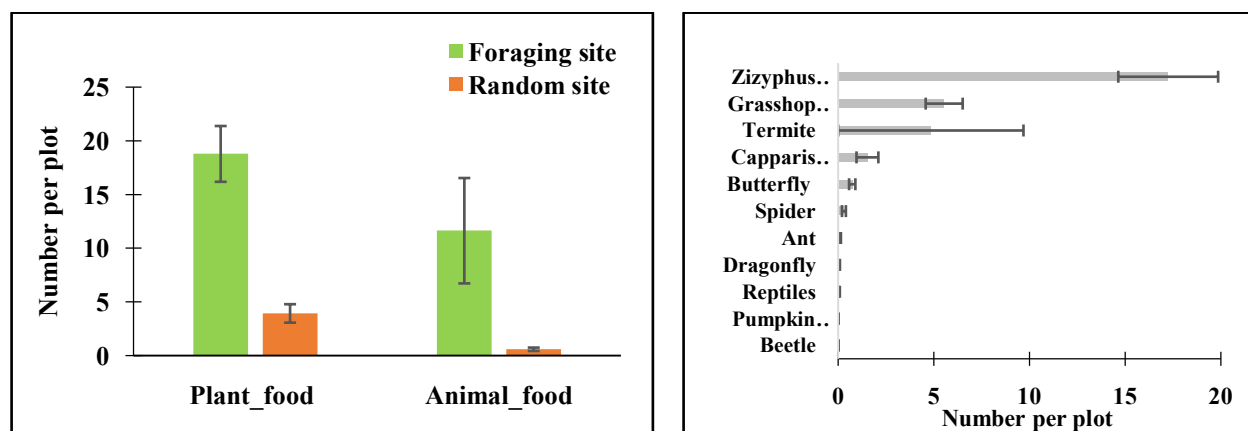 Foraging site
Random site
25
20
15
10
5
0
Number per plot
Plant_food
Animal_food
Zizyphus..
Grasshop..
Termite
Capparis..
Butterfly
Spider
Ant
Dragonfly
Reptiles
Pumpkin..
Beetle
0 5 10 15 20
Number per plot